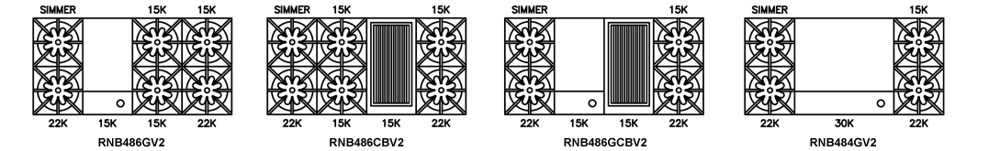 SIMMER 15K 15K
22K 15K 15K 22K
RNB486GV2
SIMMER 15K 15K
22K 15K 15K 22K
RNB486CBV2
SIMMER 15K
22K 15K 15K 22K
RNB486GCBV2
SIMMER 15K
22K 30K 22K
RNB484GV2